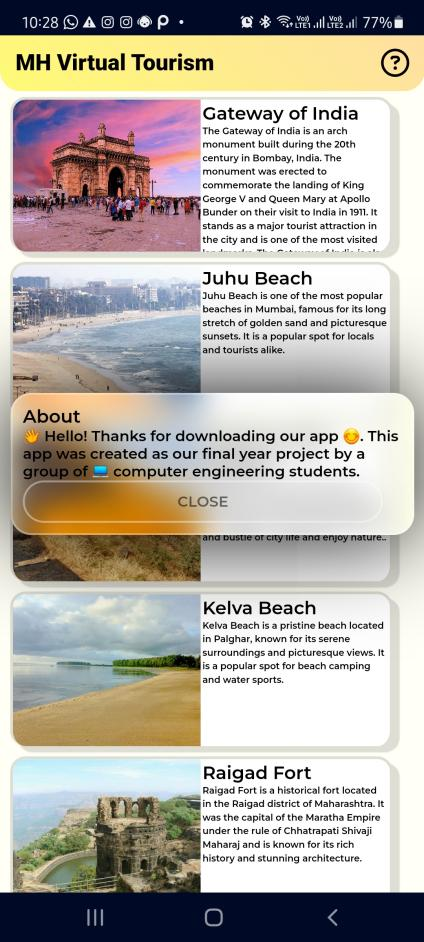 10:28
Vo)) LTE1 Vo)) LTE2 77%
MH Virtual Tourism
?
Gateway of India
The Gateway of India is an arch
monument built during the 20th
century in Bombay, India. The
monument was erected to
commemorate the landing of King
George V and Queen Mary at Apollo
Bunder on their visit to India in 1911. It
stands as a major tourist attraction in
the city and is one of the most visited
Juhu Beach
Juhu Beach is one of the most popular
beaches in Mumbai, famous for its long
stretch of golden sand and picturesque
sunsets. It is a popular spot for locals
and tourists alike.
About
👋 Hello! Thanks for downloading our app 😊. This
app was created as our final year project by a
group of 💻 computer engineering students.
CLOSE
and bustle of city life and enjoy nature..
Kelva Beach
Kelva Beach is a pristine beach located
in Palghar, known for its serene
surroundings and picturesque views. It
is a popular spot for beach camping
and water sports.
Raigad Fort
Raigad Fort is a historical fort located
in the Raigad district of Maharashtra. It
was the capital of the Maratha Empire
under the rule of Chhatrapati Shivaji
Maharaj and is known for its rich
history and stunning architecture.